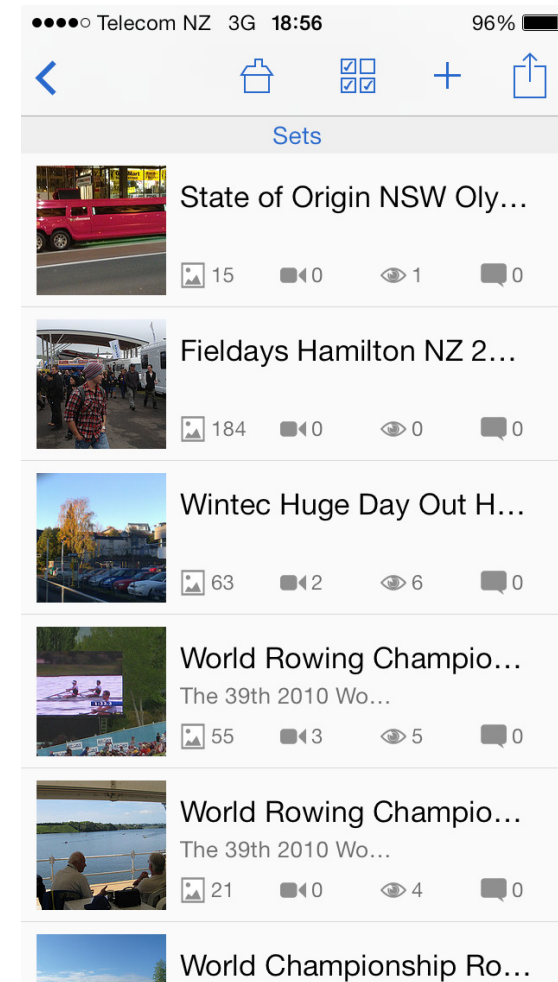 Telecom NZ 3G 18:56 96%
Sets
State of Origin NSW Oly...
15 0 1 0
Fieldays Hamilton NZ 2...
184 0 0 0
Wintec Huge Day Out H...
63 2 6 0
World Rowing Champio...
The 39th 2010 Wo...
55 3 5 0
World Rowing Champio...
The 39th 2010 Wo...
21 0 4 0
World Championship Ro...